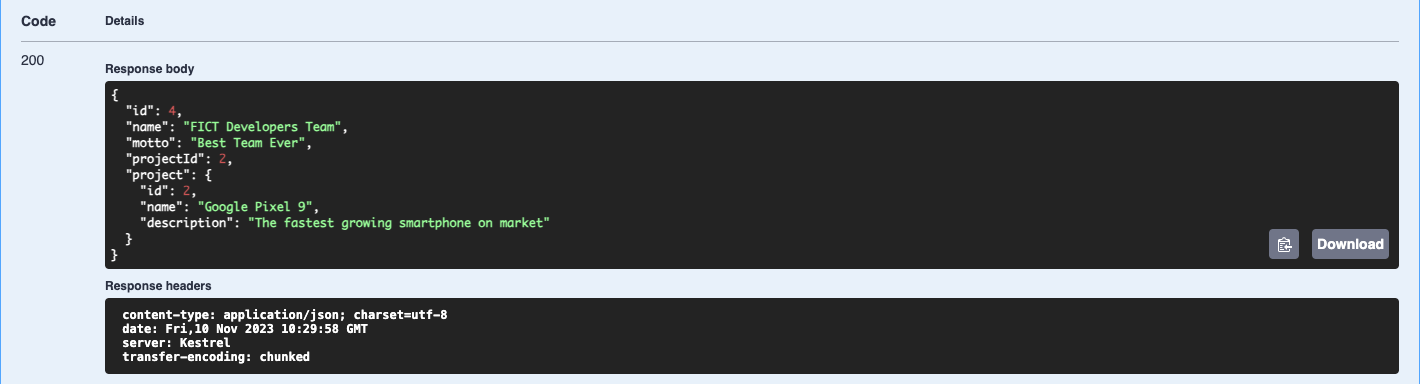 Code Details
200
Response body
{
  "id": 4,
  "name": "FICT Developers Team",
  "motto": "Best Team Ever",
  "projectId": 2,
  "project": {
    "id": 2,
    "name": "Google Pixel 9",
    "description": "The fastest growing smartphone on market"
  }
}
Download
Response headers
content-type: application/json; charset=utf-8
date: Fri,10 Nov 2023 10:29:58 GMT
server: Kestrel
transfer-encoding: chunked